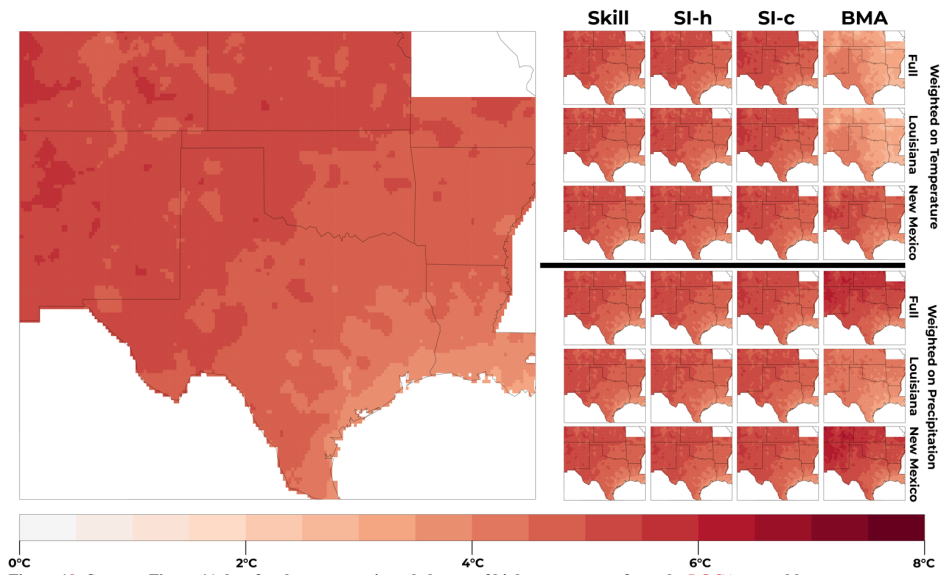 Skill SI-h SI-c BMA
Full
Louisiana
New Mexico
Weighted on Temperature
Full
Louisiana
New Mexico
Weighted on Precipitation
0°C 2°C 4°C 6°C 8°C